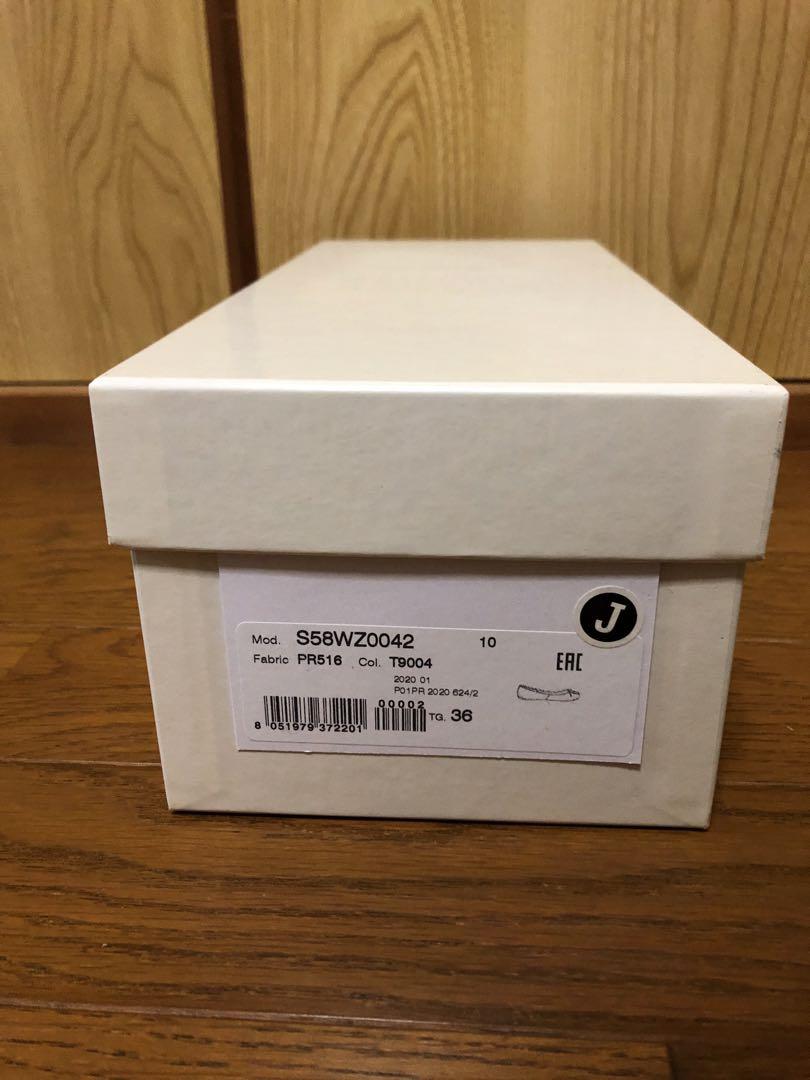 J
Mod. S58WZ0042 10
Fabric PR516 Col. T9004 EAC
2020 01
P01PR 2020 624/2
00002
8 051979 372201 TG. 36